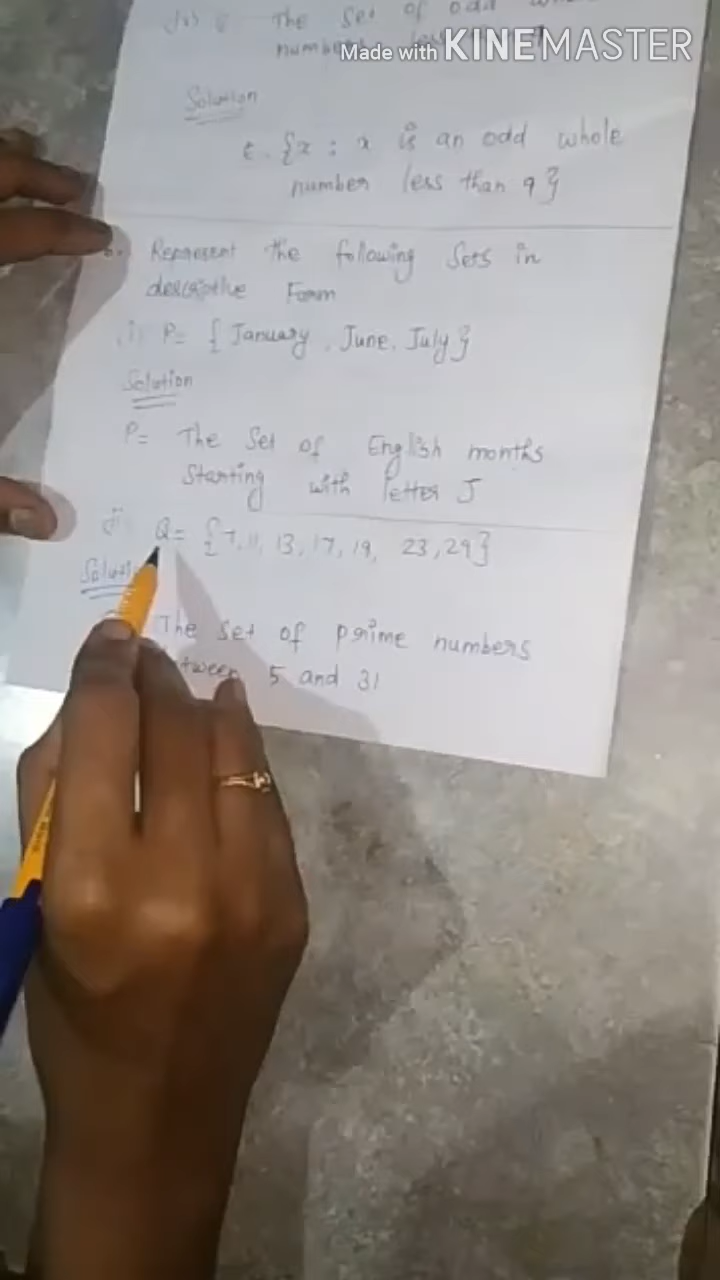 The Set of odd
Made with KINEMASTER
Solution
E. {x : x is an odd whole
number less than 9}
Represent the following Sets in
descriptive Form
(i) P= { January, June, July}
Solution
P= The Set of English months
Starting with letter J
Q= {7, 11, 13, 17, 19, 23, 29}
The set of prime numbers
5 and 31